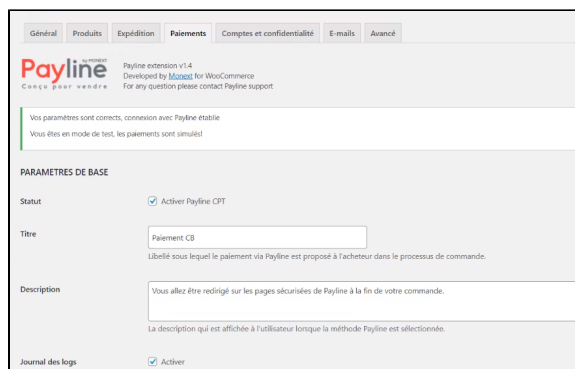 Général Produits Expédition Paiements Comptes et confidentialité E-mails Avancé
Payline by MONEXT
Conçu pour vendre
Payline extension v1.4
Developed by Monext for WooCommerce
For any question please contact Payline support
Vos paramètres sont corrects, connexion avec Payline établie
Vous êtes en mode de test, les paiements sont simulés!
PARAMETRES DE BASE
Statut Activer Payline CPT
Titre Paiement CB
Libellé sous lequel le paiement via Payline est proposé à l'acheteur dans le processus de commande.
Description Vous allez être redirigé sur les pages sécurisées de Payline à la fin de votre commande.
La description qui est affichée à l'utilisateur lorsque la méthode Payline est sélectionnée.
Journal des logs Activer